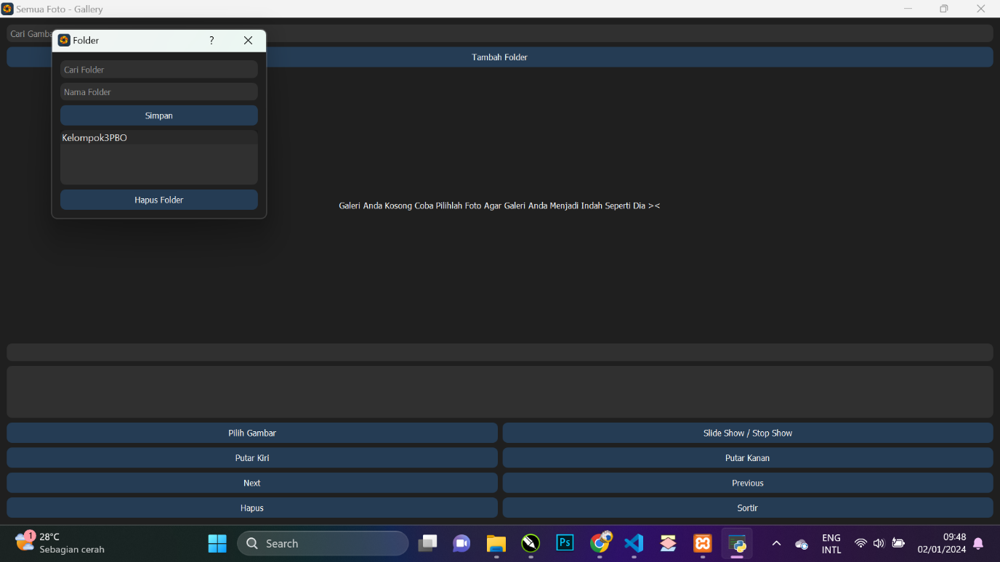 Semua Foto - Gallery
Cari Gamba
Folder
?
Tambah Folder
Cari Folder
Nama Folder
Simpan
Kelompok3PBO
Hapus Folder
Galeri Anda Kosong Coba Pilihlah Foto Agar Galeri Anda Menjadi Indah Seperti Dia ><
Pilih Gambar
Slide Show / Stop Show
Putar Kiri
Putar Kanan
Next
Previous
Hapus
Sortir
1
28°C
Sebagian cerah
Search
Ps
ENG
INTL
09:48
02/01/2024